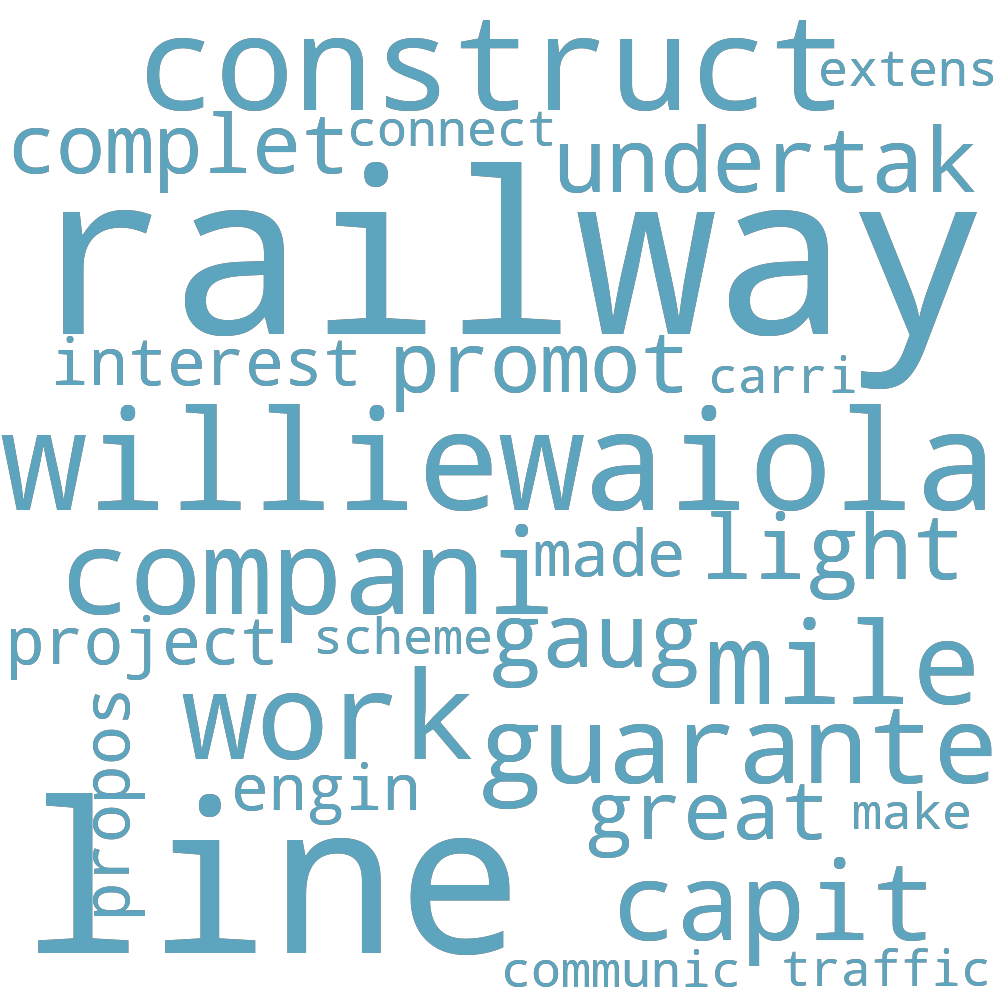 construct
extens
complet
connect
undertak
railway
interest
promot
carri
williewaiola
compani
made
light
project
scheme
gaug
mile
work
guarante
propos
engin
great
make
line
capit
communic
traffic